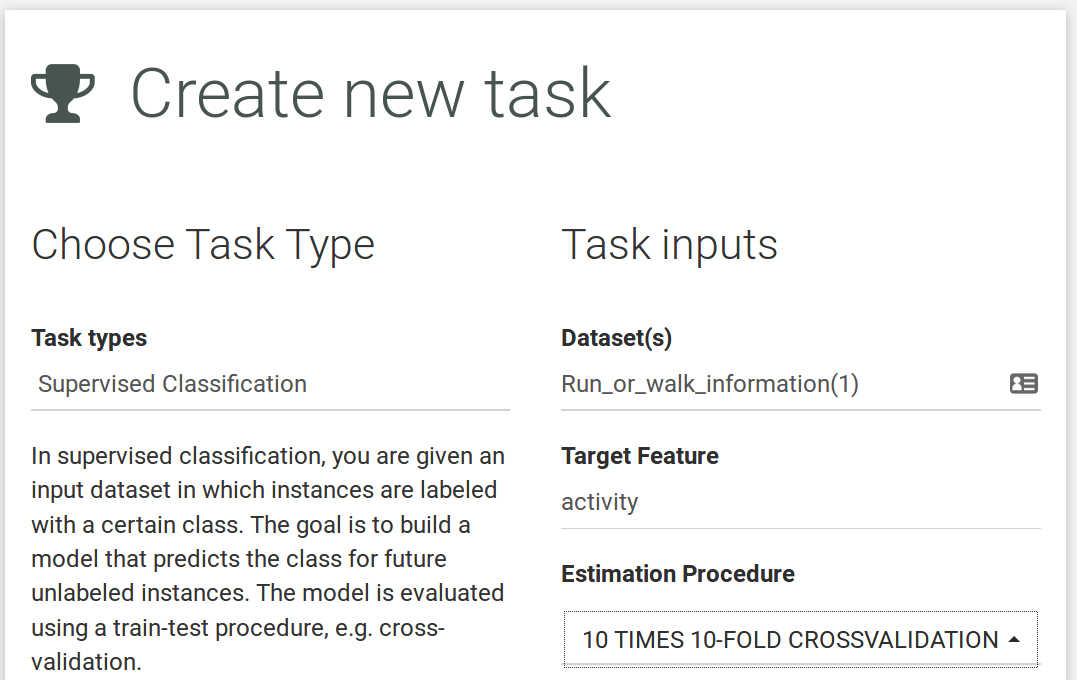 Create new task
Choose Task Type
Task types
Supervised Classification
In supervised classification, you are given an
input dataset in which instances are labeled
with a certain class. The goal is to build a
model that predicts the class for future
unlabeled instances. The model is evaluated
using a train-test procedure, e.g. cross-
validation.
Task inputs
Dataset(s)
Run_or_walk_information(1)
Target Feature
activity
Estimation Procedure
10 TIMES 10-FOLD CROSSVALIDATION